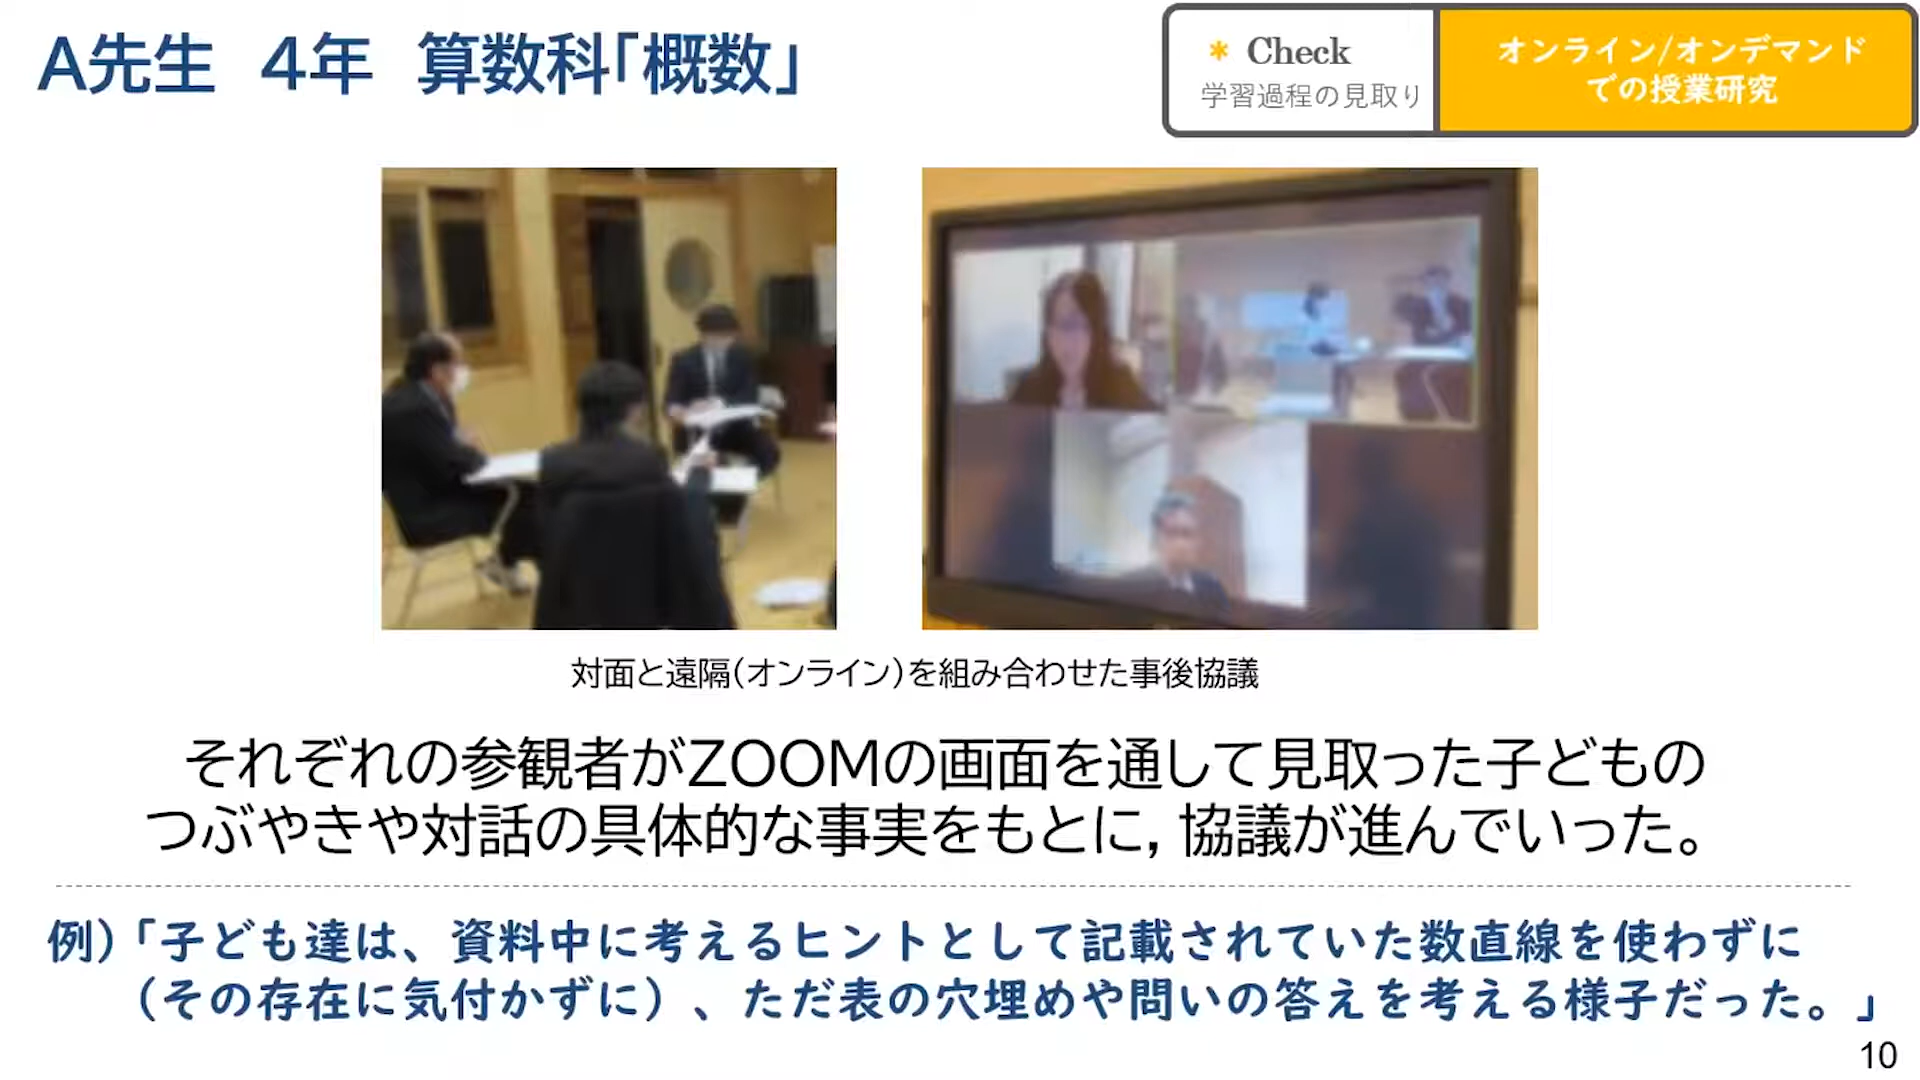 A先生 4年 算数科「概数」
* Check
学習過程の見取り
オンライン/オンデマンド
での授業研究
対面と遠隔(オンライン)を組み合わせた事後協議
それぞれの参観者がZOOMの画面を通して見取った子どもの
つぶやきや対話の具体的な事実をもとに，協議が進んでいった。
例)「子ども達は、資料中に考えるヒントとして記載されていた数直線を使わずに
（その存在に気付かずに）、ただ表の穴埋めや問いの答えを考える様子だった。」
10